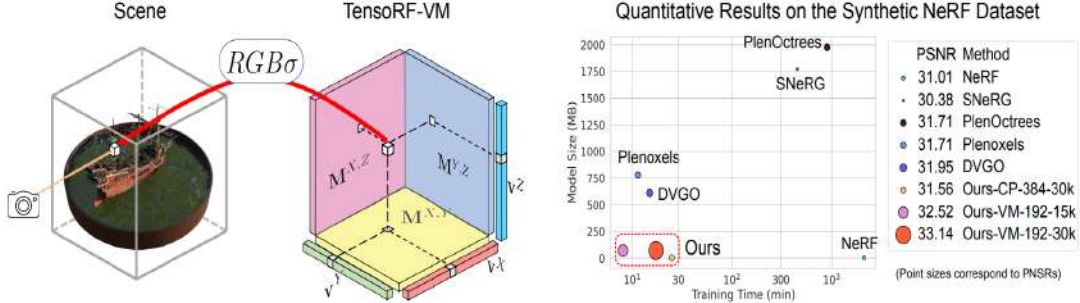 Scene
TensoRF-VM
Quantitative Results on the Synthetic NeRF Dataset
RGBσ
M^{X,Z}
M^{Y,Z}
M^{X,Y}
v^Z
v^Y
v^X
2000
1750
1500
1250
1000
750
500
250
0
Model Size (MB)
PlenOctrees
SNeRG
Plenoxels
DVGO
Ours
NeRF
10^1
30
10^2
300
10^3
Training Time (min)
PSNR Method
31.01 NeRF
30.38 SNeRG
31.71 PlenOctrees
31.71 Plenoxels
31.95 DVGO
31.56 Ours-CP-384-30k
32.52 Ours-VM-192-15k
33.14 Ours-VM-192-30k
(Point sizes correspond to PNSRs)